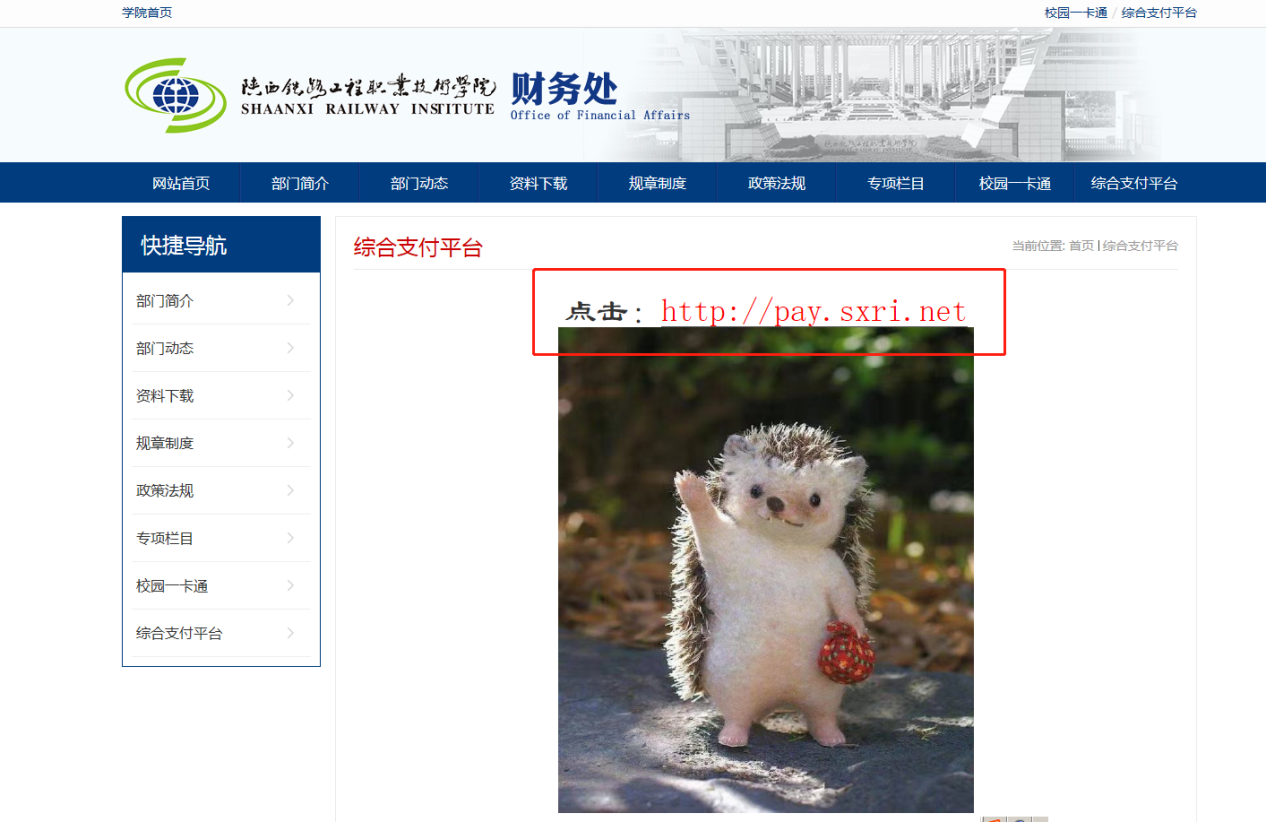 学院首页
校园一卡通 / 综合支付平台
陕西铁路工程职业技術學院
SHAANXI RAILWAY INSTITUTE
财务处
Office of Financial Affairs
网站首页 部门简介 部门动态 资料下载 规章制度 政策法规 专项栏目 校园一卡通 综合支付平台
快捷导航
部门简介
部门动态
资料下载
规章制度
政策法规
专项栏目
校园一卡通
综合支付平台
综合支付平台
当前位置: 首页 | 综合支付平台
点击：http://pay.sxri.net